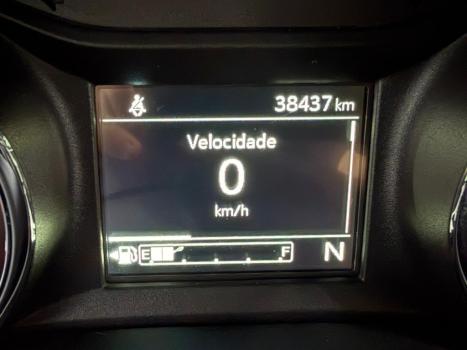 38437 km
Velocidade
0
km/h
E F N